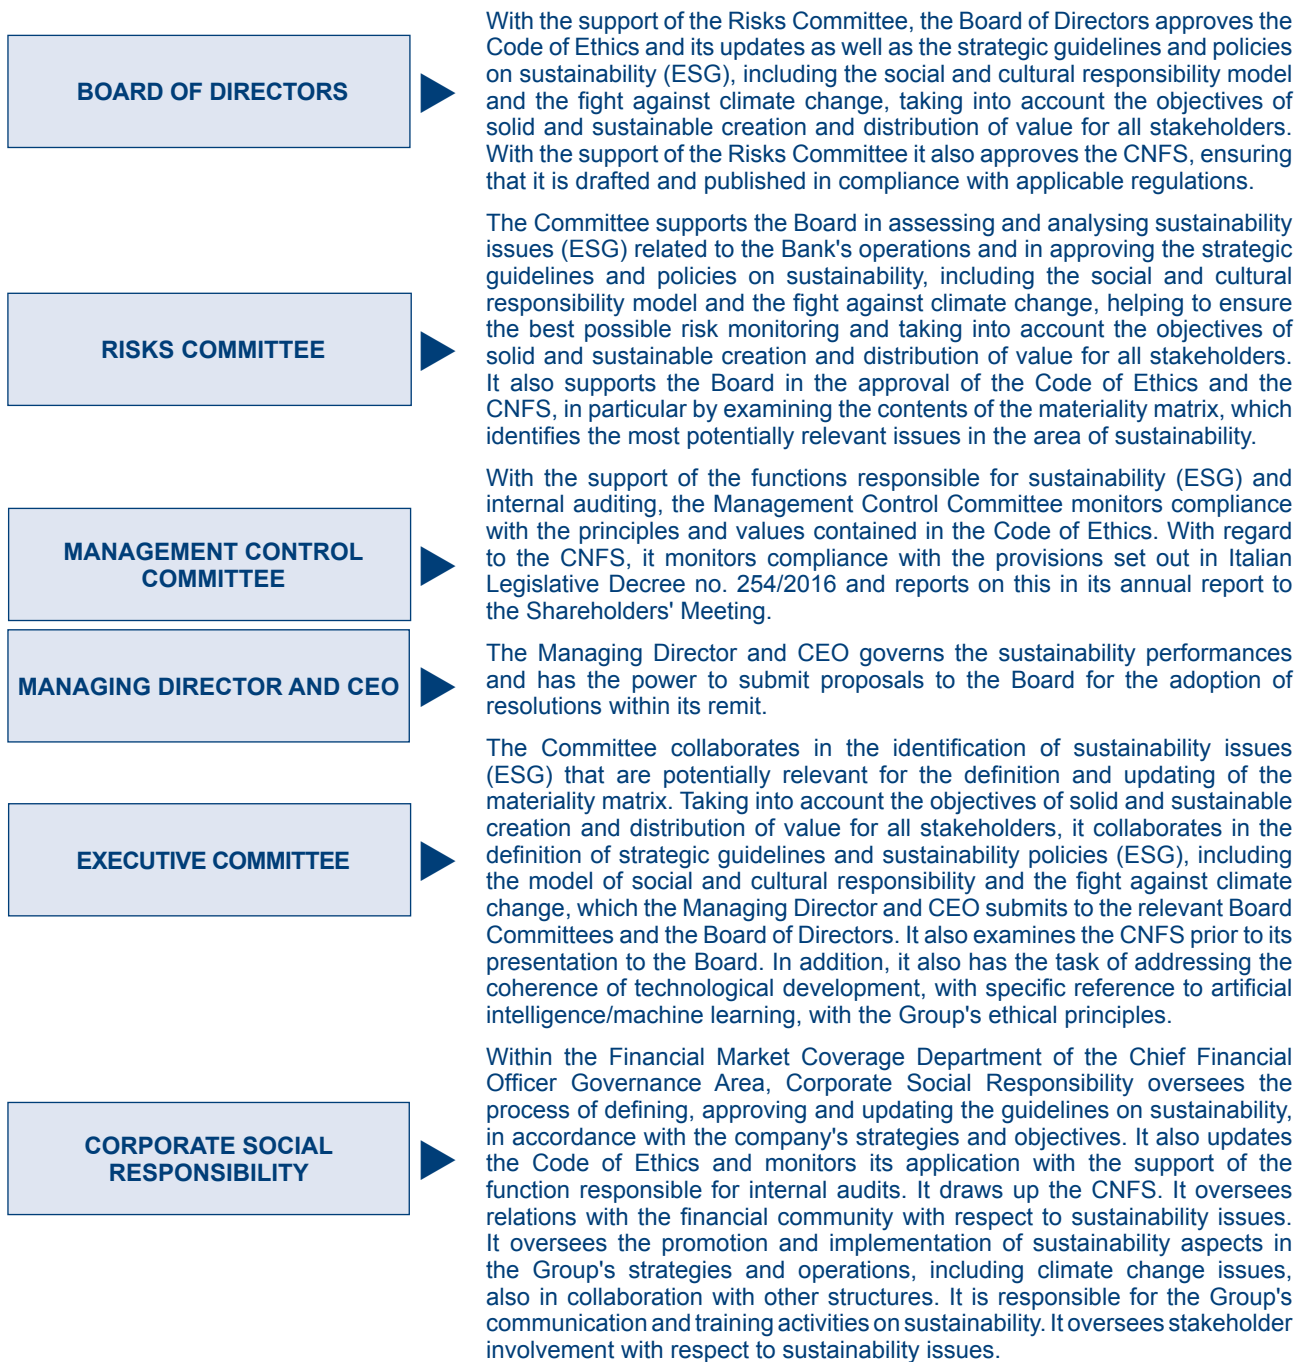 BOARD OF DIRECTORS
With the support of the Risks Committee, the Board of Directors approves the
Code of Ethics and its updates as well as the strategic guidelines and policies
on sustainability (ESG), including the social and cultural responsibility model
and the fight against climate change, taking into account the objectives of
solid and sustainable creation and distribution of value for all stakeholders.
With the support of the Risks Committee it also approves the CNFS, ensuring
that it is drafted and published in compliance with applicable regulations.
RISKS COMMITTEE
The Committee supports the Board in assessing and analysing sustainability
issues (ESG) related to the Bank's operations and in approving the strategic
guidelines and policies on sustainability, including the social and cultural
responsibility model and the fight against climate change, helping to ensure
the best possible risk monitoring and taking into account the objectives of
solid and sustainable creation and distribution of value for all stakeholders.
It also supports the Board in the approval of the Code of Ethics and the
CNFS, in particular by examining the contents of the materiality matrix, which
identifies the most potentially relevant issues in the area of sustainability.
MANAGEMENT CONTROL
COMMITTEE
With the support of the functions responsible for sustainability (ESG) and
internal auditing, the Management Control Committee monitors compliance
with the principles and values contained in the Code of Ethics. With regard
to the CNFS, it monitors compliance with the provisions set out in Italian
Legislative Decree no. 254/2016 and reports on this in its annual report to
the Shareholders' Meeting.
MANAGING DIRECTOR AND CEO
The Managing Director and CEO governs the sustainability performances
and has the power to submit proposals to the Board for the adoption of
resolutions within its remit.
EXECUTIVE COMMITTEE
The Committee collaborates in the identification of sustainability issues
(ESG) that are potentially relevant for the definition and updating of the
materiality matrix. Taking into account the objectives of solid and sustainable
creation and distribution of value for all stakeholders, it collaborates in the
definition of strategic guidelines and sustainability policies (ESG), including
the model of social and cultural responsibility and the fight against climate
change, which the Managing Director and CEO submits to the relevant Board
Committees and the Board of Directors. It also examines the CNFS prior to its
presentation to the Board. In addition, it also has the task of addressing the
coherence of technological development, with specific reference to artificial
intelligence/machine learning, with the Group's ethical principles.
CORPORATE SOCIAL
RESPONSIBILITY
Within the Financial Market Coverage Department of the Chief Financial
Officer Governance Area, Corporate Social Responsibility oversees the
process of defining, approving and updating the guidelines on sustainability,
in accordance with the company's strategies and objectives. It also updates
the Code of Ethics and monitors its application with the support of the
function responsible for internal audits. It draws up the CNFS. It oversees
relations with the financial community with respect to sustainability issues.
It oversees the promotion and implementation of sustainability aspects in
the Group's strategies and operations, including climate change issues,
also in collaboration with other structures. It is responsible for the Group's
communication and training activities on sustainability. It oversees stakeholder
involvement with respect to sustainability issues.